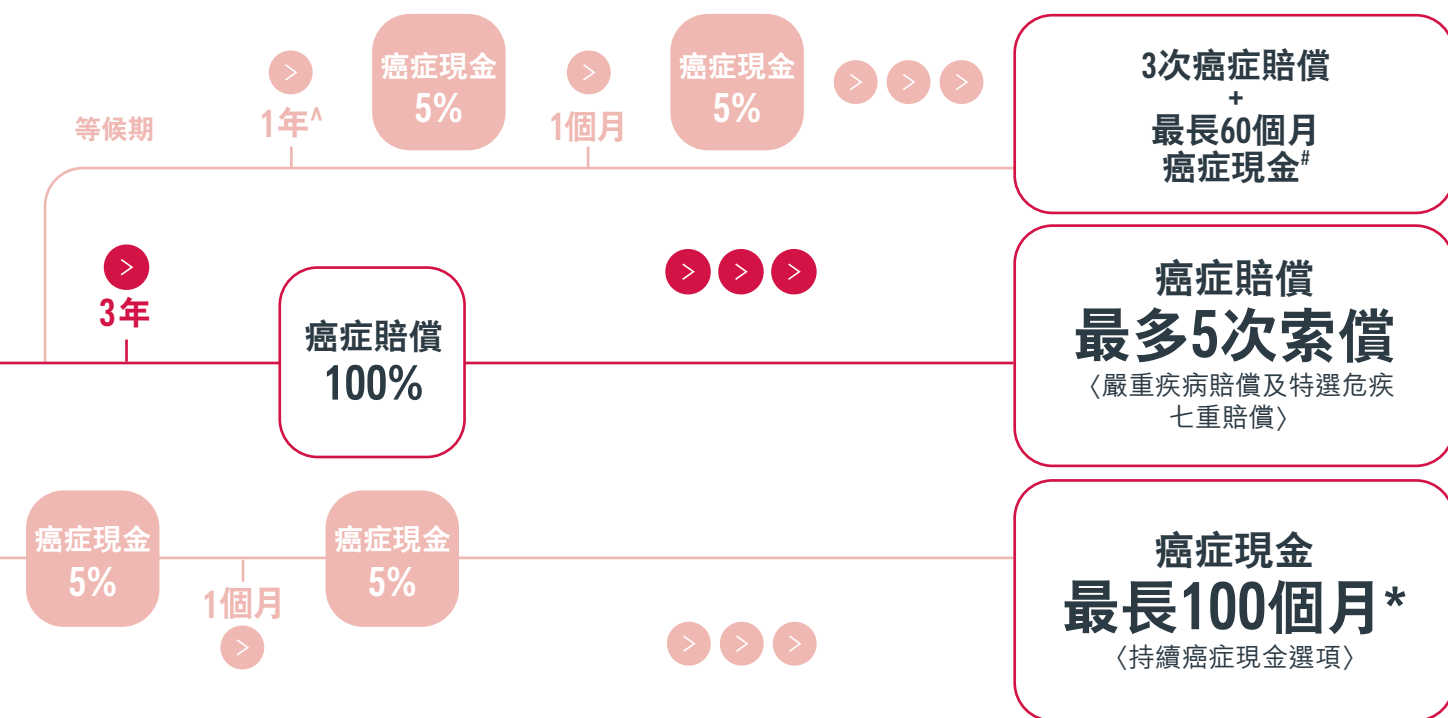 等候期
1年^
癌症現金
5%
1個月
癌症現金
5%
3次癌症賠償
+
最長60個月
癌症現金#
3年
癌症賠償
100%
癌症賠償
最多5次索償
〈嚴重疾病賠償及特選危疾
七重賠償〉
癌症現金
5%
1個月
癌症現金
5%
癌症現金
最長100個月*
〈持續癌症現金選項〉